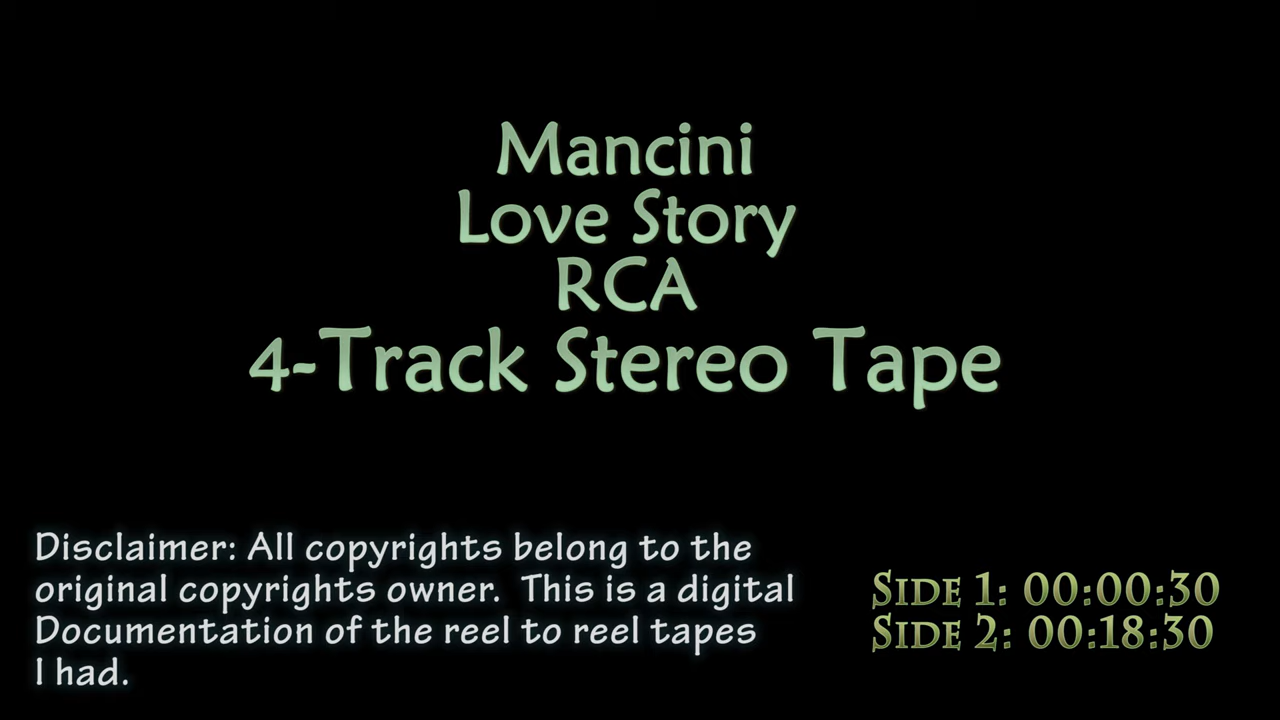 Mancini
Love Story
RCA
4-Track Stereo Tape
Disclaimer: All copyrights belong to the
original copyrights owner.  This is a digital
Documentation of the reel to reel tapes
I had.
Side 1: 00:00:30
Side 2: 00:18:30